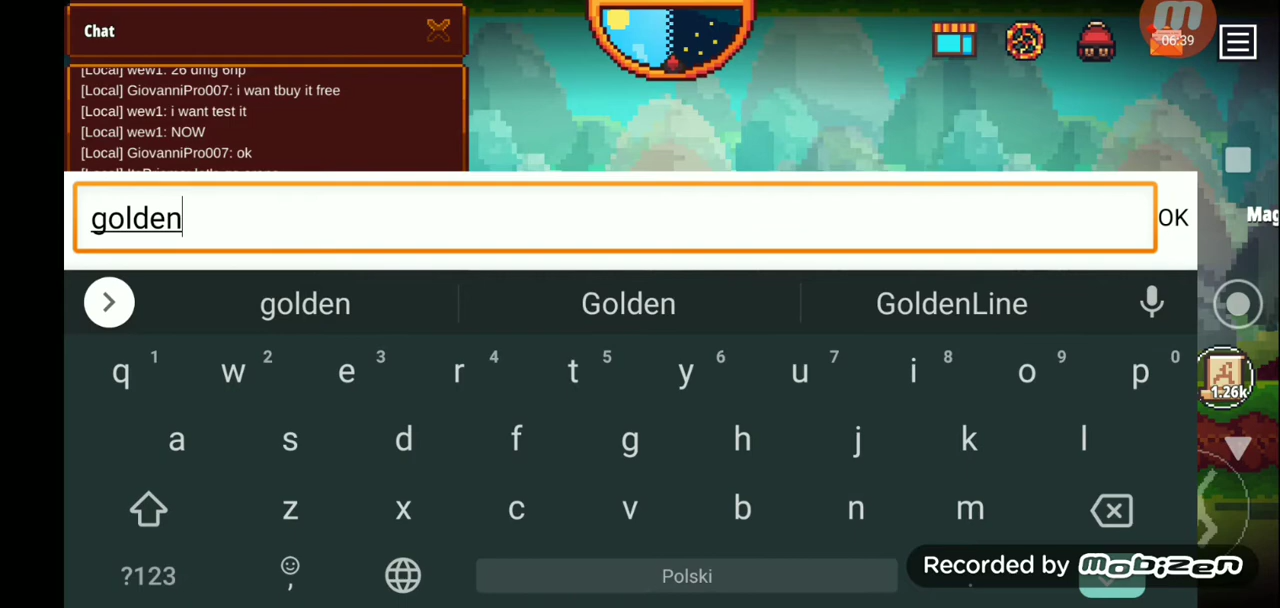 Chat
[Local] wew1: 26 dmg 6hp
[Local] GiovanniPro007: i wan tbuy it free
[Local] wew1: i want test it
[Local] wew1: NOW
[Local] GiovanniPro007: ok
06:39
golden
OK
Mag
golden Golden GoldenLine
1 2 3 4 5 6 7 8 9 0
q w e r t y u i o p
1.26k
a s d f g h j k l
z x c v b n m
?123 , Polski .
Recorded by mobizen